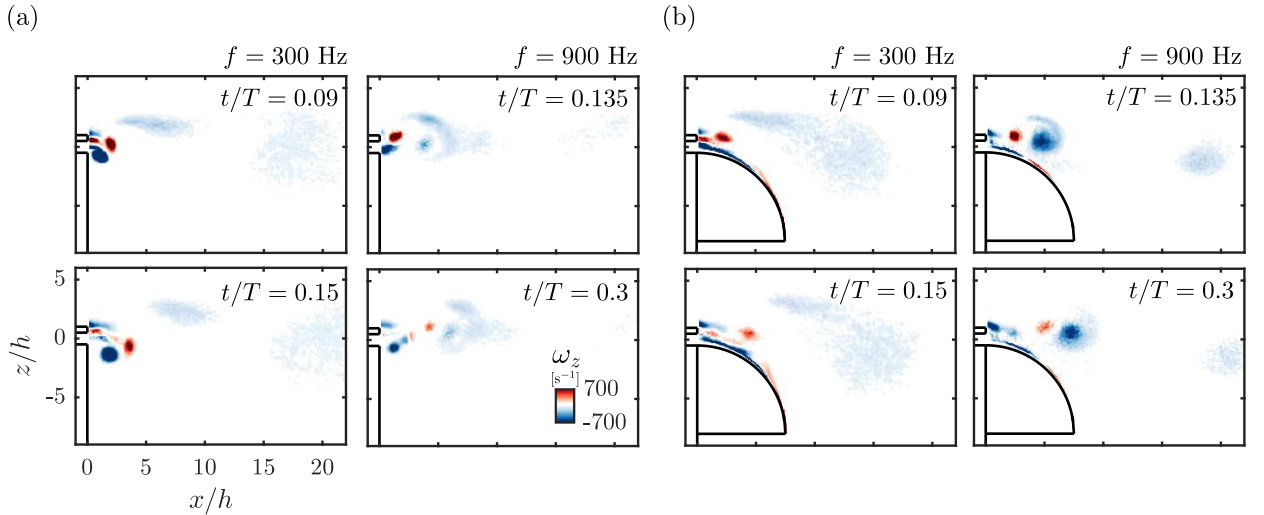 (a)
(b)
f = 300 Hz
f = 900 Hz
f = 300 Hz
f = 900 Hz
t/T = 0.09
t/T = 0.135
t/T = 0.09
t/T = 0.135
t/T = 0.15
t/T = 0.3
t/T = 0.15
t/T = 0.3
5
0
-5
z/h
ω_z
[s⁻¹]
700
-700
0 5 10 15 20
x/h